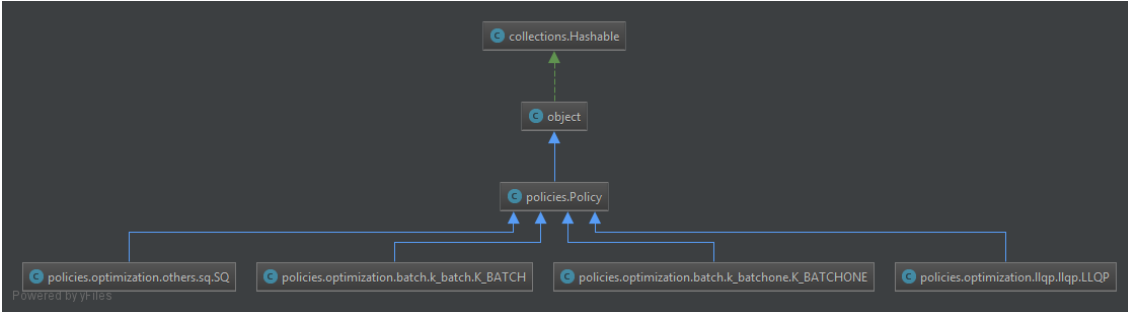 collections.Hashable
object
policies.Policy
policies.optimization.others.sq.SQ
policies.optimization.batch.k_batch.K_BATCH
policies.optimization.batch.k_batchone.K_BATCHONE
policies.optimization.llqp.llqp.LLQP
Powered by yFiles